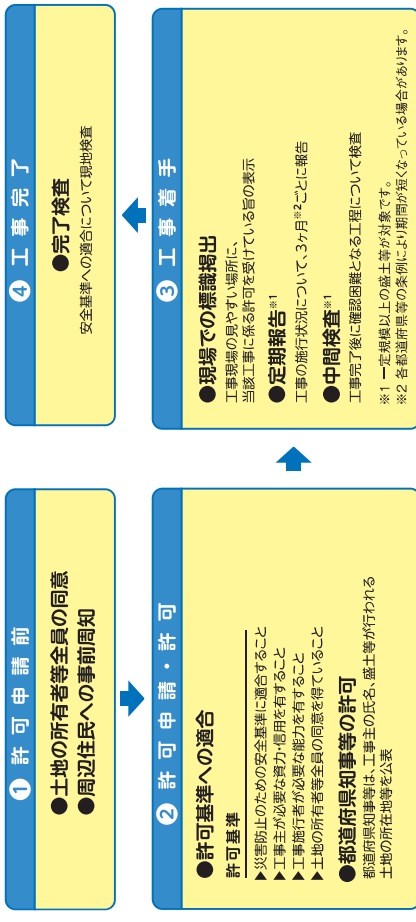 ❶ 許可申請前
●土地の所有者等全員の同意
●周辺住民への事前周知
❷ 許可申請・許可
●許可基準への適合
許可基準
▶災害防止のための安全基準に適合すること
▶工事主が必要な資力・信用を有すること
▶工事施行者が必要な能力を有すること
▶土地の所有者等全員の同意を得ていること
●都道府県知事等の許可
都道府県知事等は、工事主の氏名、盛土等が行われる
土地の所在地等を公表
❸ 工事着手
●現場での標識掲出
工事現場の見やすい場所に、
当該工事に係る許可を受けている旨の表示
●定期報告※1
工事の施行状況について、3ヶ月※2ごとに報告
●中間検査※1
工事完了後に確認困難となる工程について検査
※1 一定規模以上の盛土等が対象です。
※2 各都道府県等の条例により期間が短くなっている場合があります。
❹ 工事完了
●完了検査
安全基準への適合について現地検査